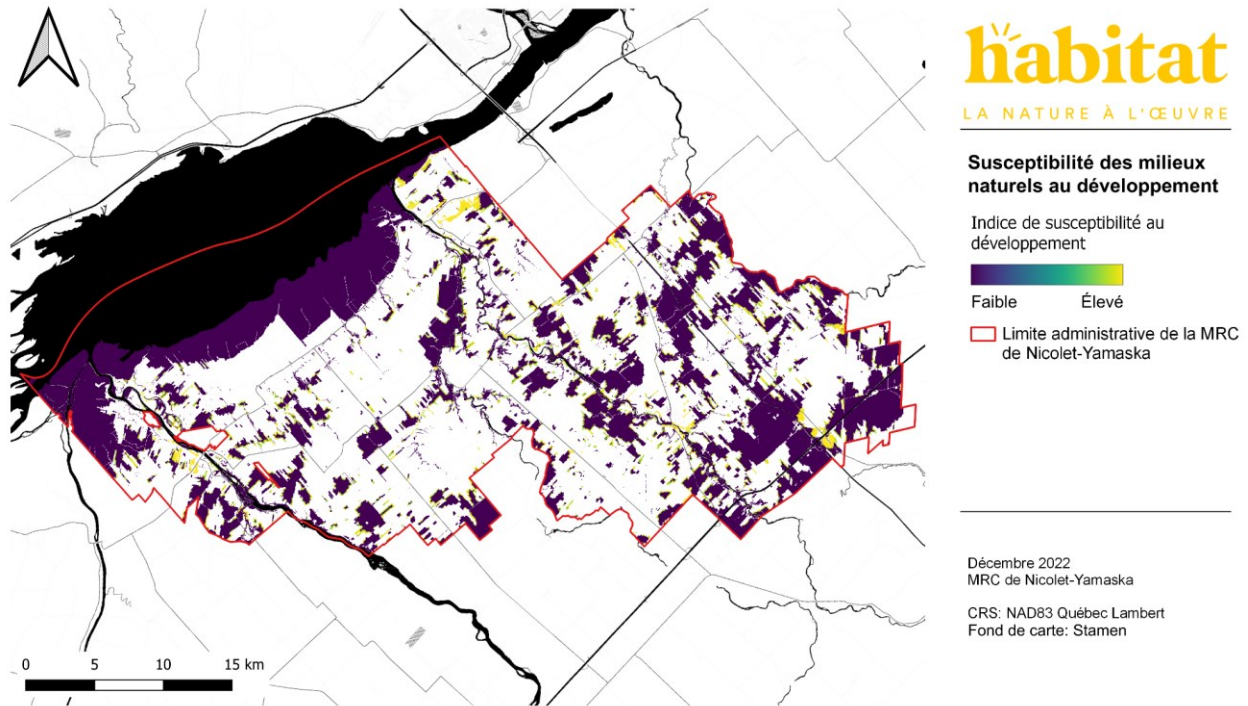 habitat
LA NATURE À L'ŒUVRE
Susceptibilité des milieux
naturels au développement
Indice de susceptibilité au
développement
Faible Élevé
Limite administrative de la MRC
de Nicolet-Yamaska
Décembre 2022
MRC de Nicolet-Yamaska
CRS: NAD83 Québec Lambert
Fond de carte: Stamen
0 5 10 15 km